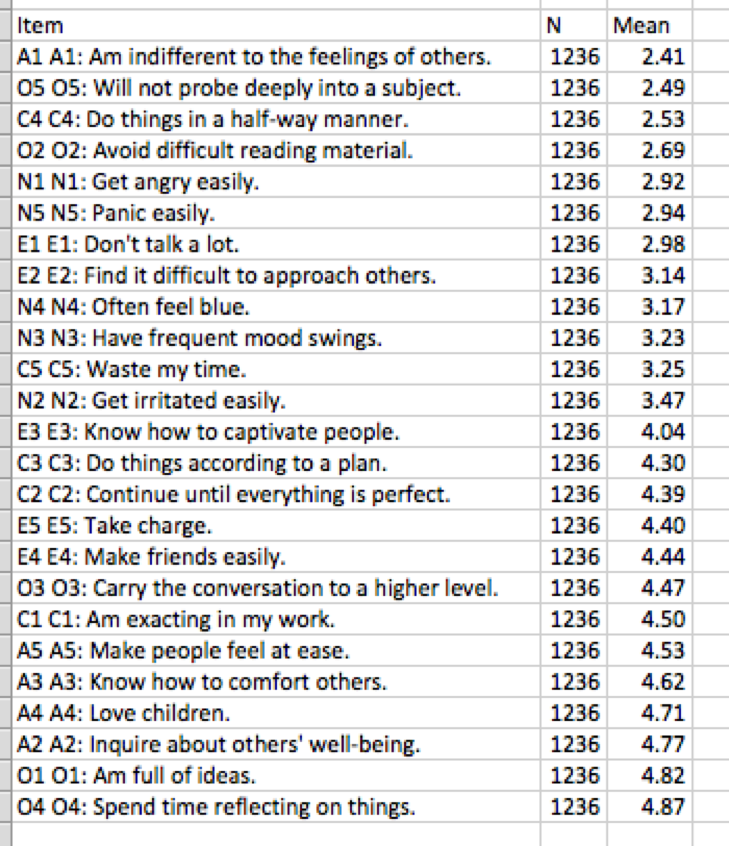 Item N Mean
A1 A1: Am indifferent to the feelings of others. 1236 2.41
O5 O5: Will not probe deeply into a subject. 1236 2.49
C4 C4: Do things in a half-way manner. 1236 2.53
O2 O2: Avoid difficult reading material. 1236 2.69
N1 N1: Get angry easily. 1236 2.92
N5 N5: Panic easily. 1236 2.94
E1 E1: Don't talk a lot. 1236 2.98
E2 E2: Find it difficult to approach others. 1236 3.14
N4 N4: Often feel blue. 1236 3.17
N3 N3: Have frequent mood swings. 1236 3.23
C5 C5: Waste my time. 1236 3.25
N2 N2: Get irritated easily. 1236 3.47
E3 E3: Know how to captivate people. 1236 4.04
C3 C3: Do things according to a plan. 1236 4.30
C2 C2: Continue until everything is perfect. 1236 4.39
E5 E5: Take charge. 1236 4.40
E4 E4: Make friends easily. 1236 4.44
O3 O3: Carry the conversation to a higher level. 1236 4.47
C1 C1: Am exacting in my work. 1236 4.50
A5 A5: Make people feel at ease. 1236 4.53
A3 A3: Know how to comfort others. 1236 4.62
A4 A4: Love children. 1236 4.71
A2 A2: Inquire about others' well-being. 1236 4.77
O1 O1: Am full of ideas. 1236 4.82
O4 O4: Spend time reflecting on things. 1236 4.87